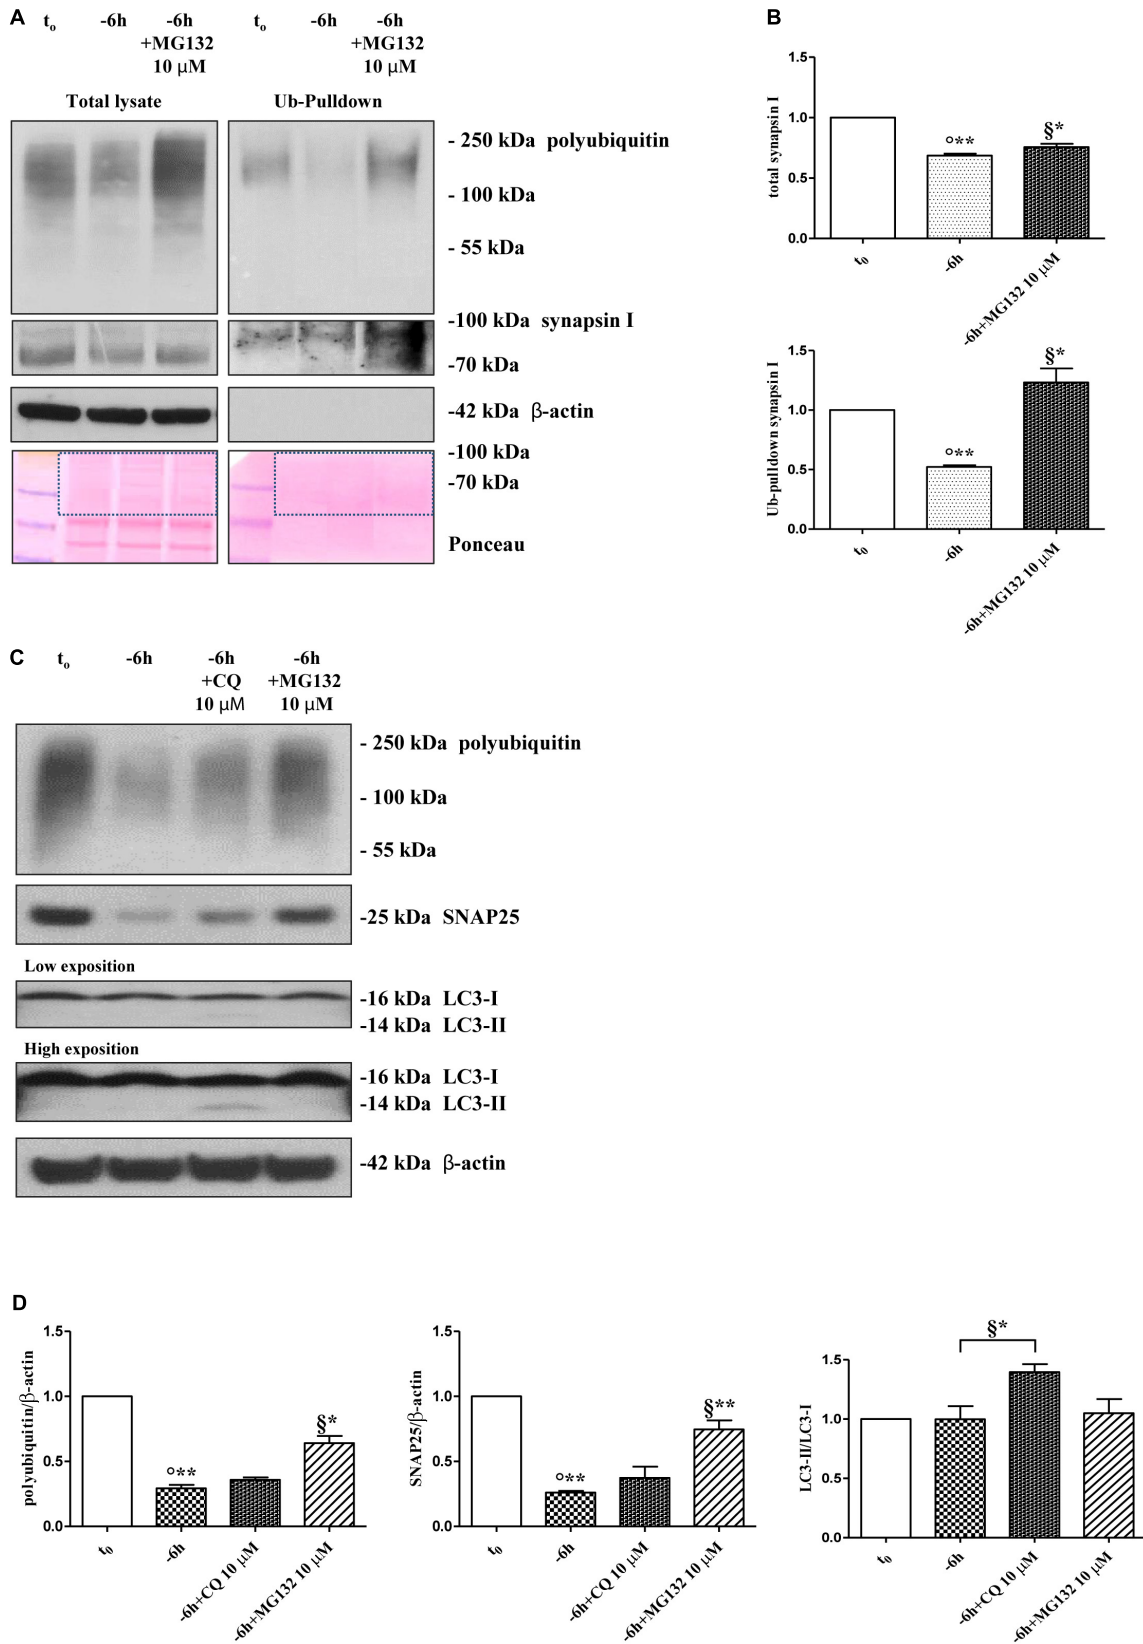 A
t₀ -6h -6h t₀ -6h -6h
+MG132 +MG132
10 µM 10 µM
Total lysate Ub-Pulldown
- 250 kDa polyubiquitin
- 100 kDa
- 55 kDa
-100 kDa synapsin I
-70 kDa
-42 kDa β-actin
-100 kDa
-70 kDa
Ponceau
B
total synapsin I
1.5
1.0
0.5
0.0
°**
§*
t₀
-6h
-6h+MG132 10 µM
Ub-pulldown synapsin I
1.5
1.0
0.5
0.0
°**
§*
t₀
-6h
-6h+MG132 10 µM
C
t₀ -6h -6h -6h
+CQ +MG132
10 µM 10 µM
- 250 kDa polyubiquitin
- 100 kDa
- 55 kDa
-25 kDa SNAP25
Low exposition
-16 kDa LC3-I
-14 kDa LC3-II
High exposition
-16 kDa LC3-I
-14 kDa LC3-II
-42 kDa β-actin
D
polyubiquitin/β-actin
1.5
1.0
0.5
0.0
°**
§*
t₀
-6h
-6h+CQ 10 µM
-6h+MG132 10 µM
SNAP25/β-actin
1.5
1.0
0.5
0.0
°**
§**
t₀
-6h
-6h+CQ 10 µM
-6h+MG132 10 µM
LC3-II/LC3-I
1.5
1.0
0.5
0.0
§*
t₀
-6h
-6h+CQ 10 µM
-6h+MG132 10 µM